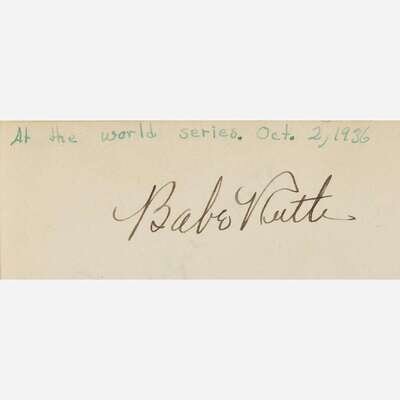 At the world series. Oct. 2, 1936
Babe Ruth